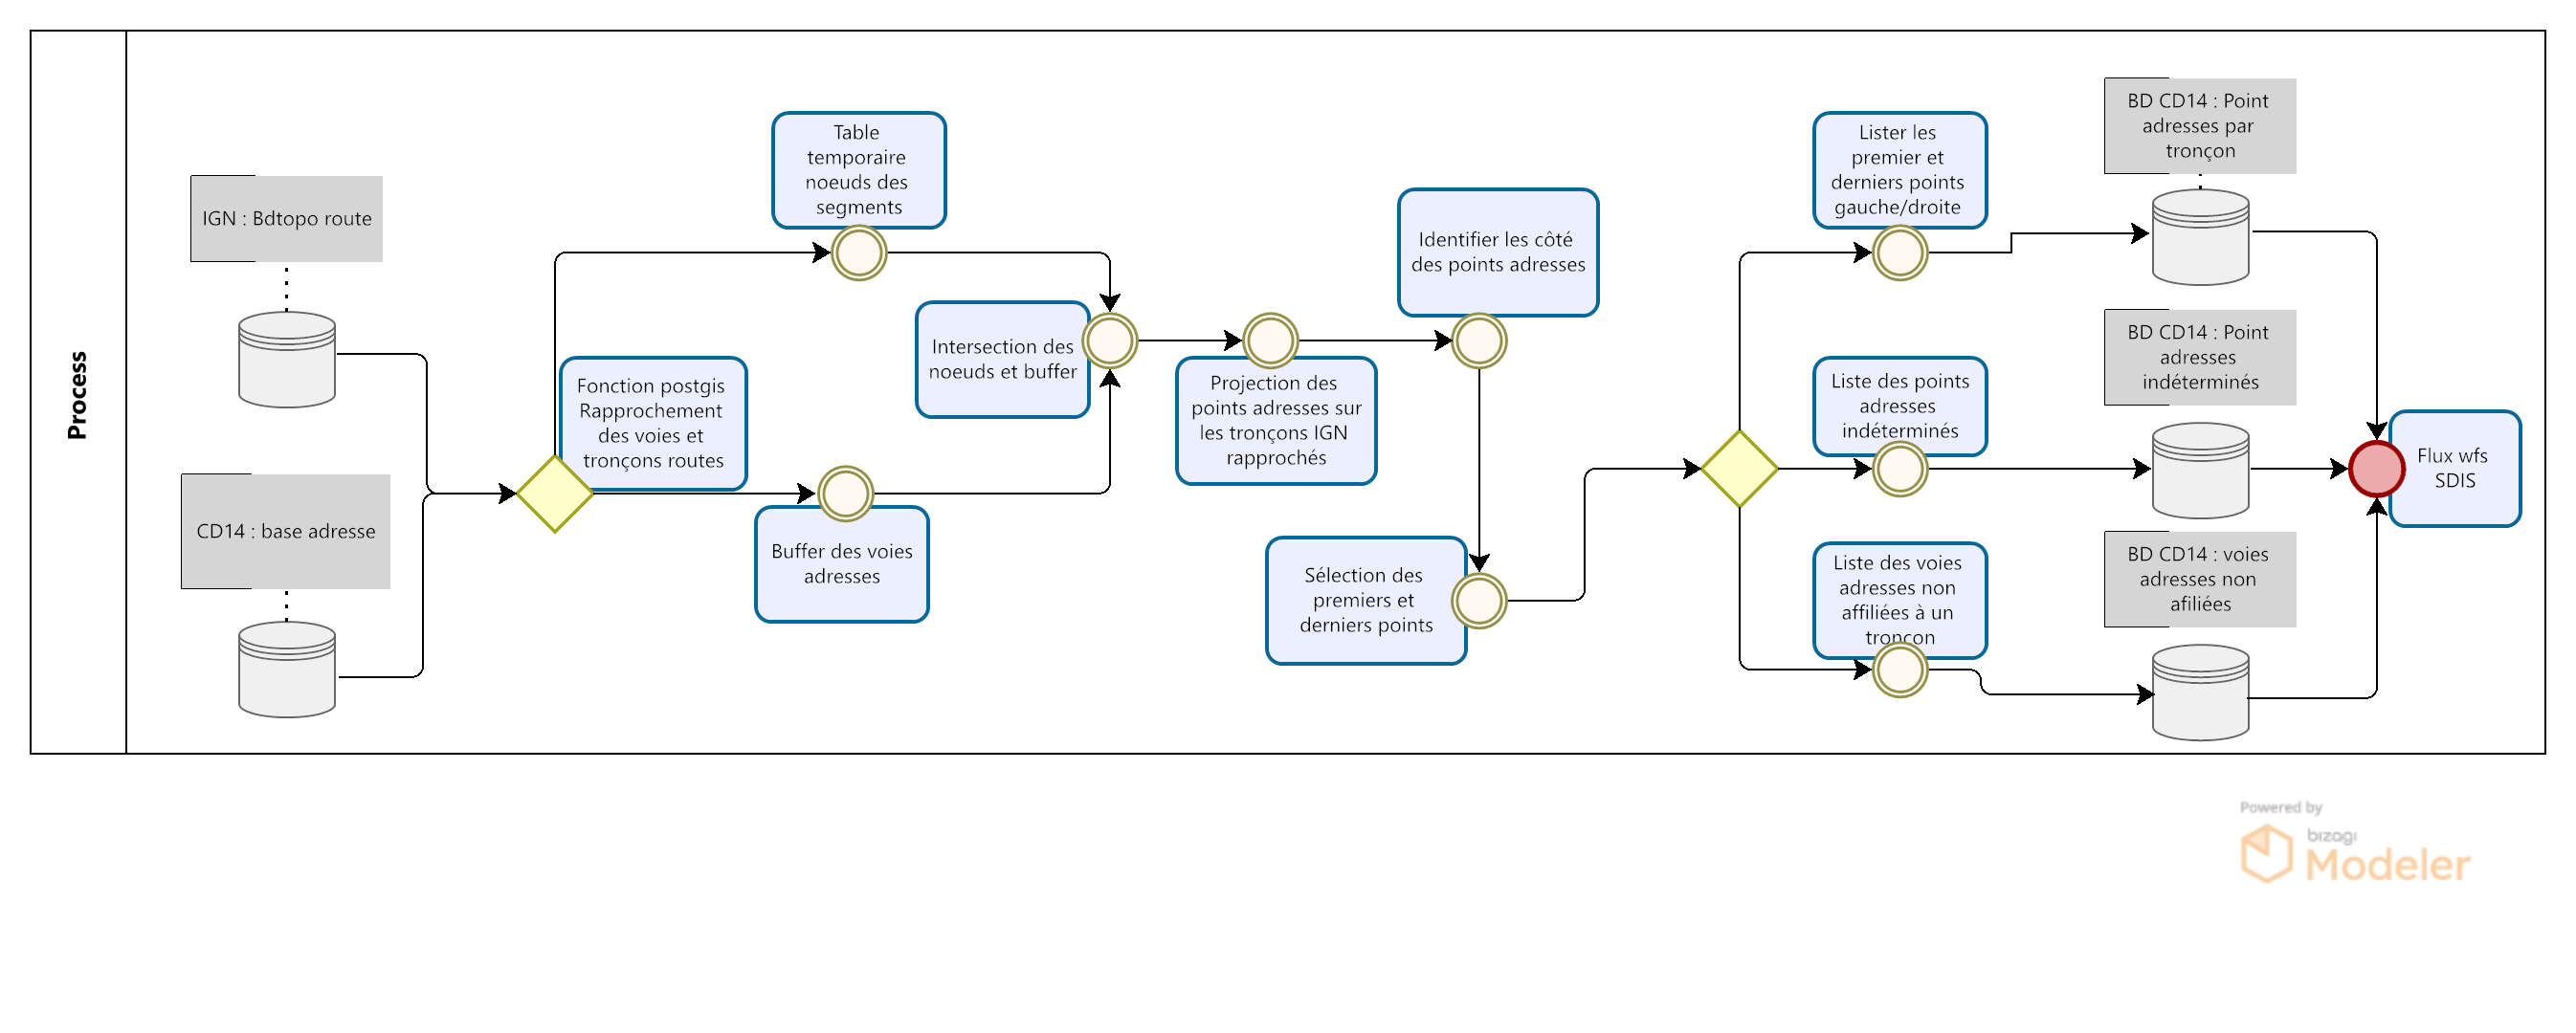 Process
IGN : Bdtopo route
CD14 : base adresse
Fonction postgis
Rapprochement
des voies et
tronçons routes
Table
temporaire
noeuds des
segments
Buffer des voies
adresses
Intersection des
noeuds et buffer
Projection des
points adresses sur
les tronçons IGN
rapprochés
Identifier les côté
des points adresses
Sélection des
premiers et
derniers points
Lister les
premier et
derniers points
gauche/droite
Liste des points
adresses
indéterminés
Liste des voies
adresses non
affiliées à un
troncon
BD CD14 : Point
adresses par
tronçon
BD CD14 : Point
adresses
indéterminés
BD CD14 : voies
adresses non
afiliées
Flux wfs
SDIS
Powered by
bizagi
Modeler